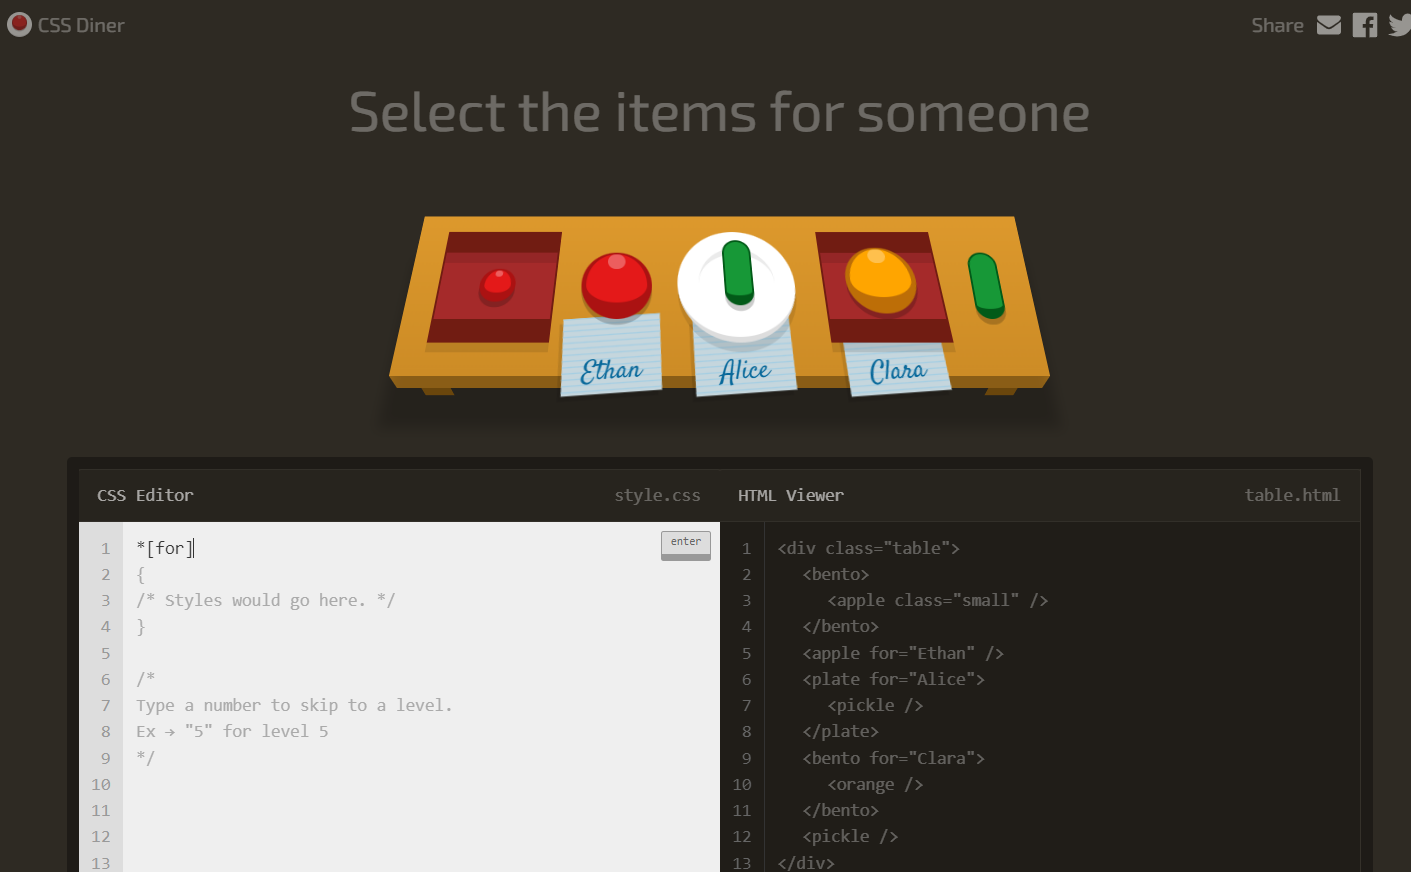 CSS Diner
Share
Select the items for someone
Ethan
Alice
Clara
CSS Editor
style.css
1 *[for]
enter
2 {
3 /* Styles would go here. */
4 }
5
6 /*
7 Type a number to skip to a level.
8 Ex → "5" for level 5
9 */
10
11
12
13
HTML Viewer
table.html
1 <div class="table">
2 <bento>
3 <apple class="small" />
4 </bento>
5 <apple for="Ethan" />
6 <plate for="Alice">
7 <pickle />
8 </plate>
9 <bento for="Clara">
10 <orange />
11 </bento>
12 <pickle />
13 </div>